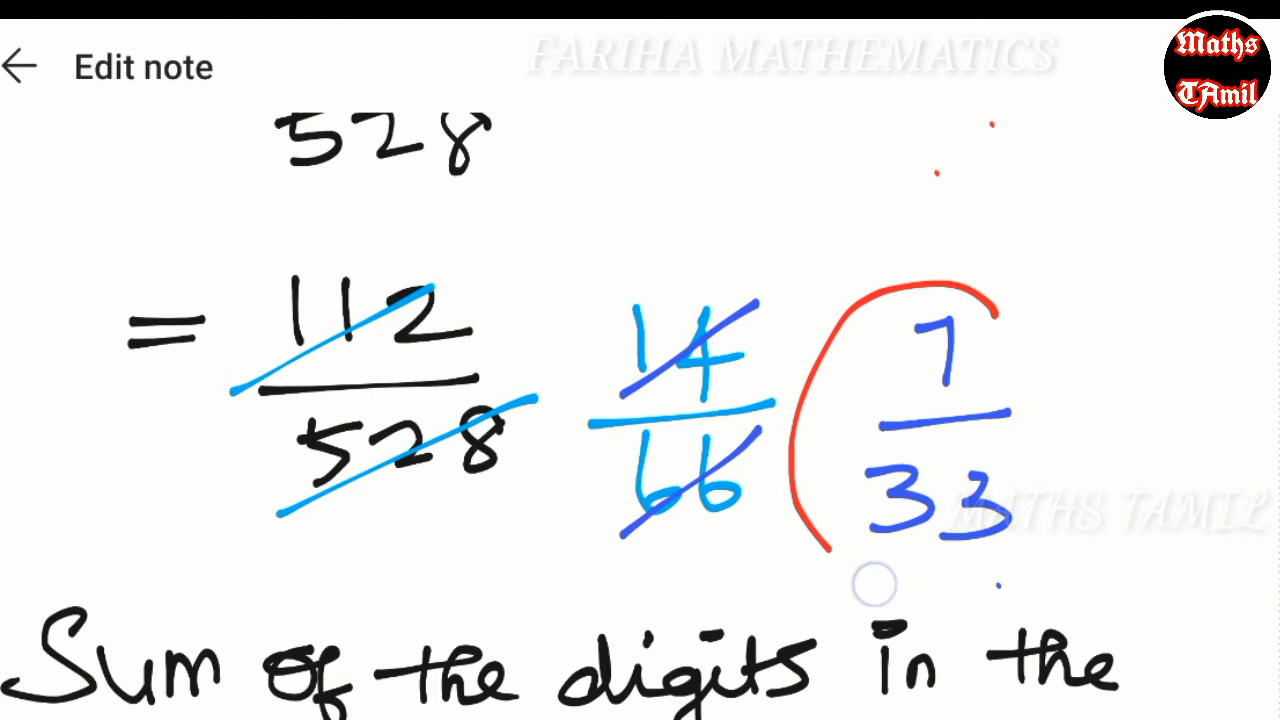 FARIHA MATHEMATICS
Maths
TAmil
Edit note
528
= 112/528 14/66 7/33
MATHS TAMIL
Sum of the digits in the